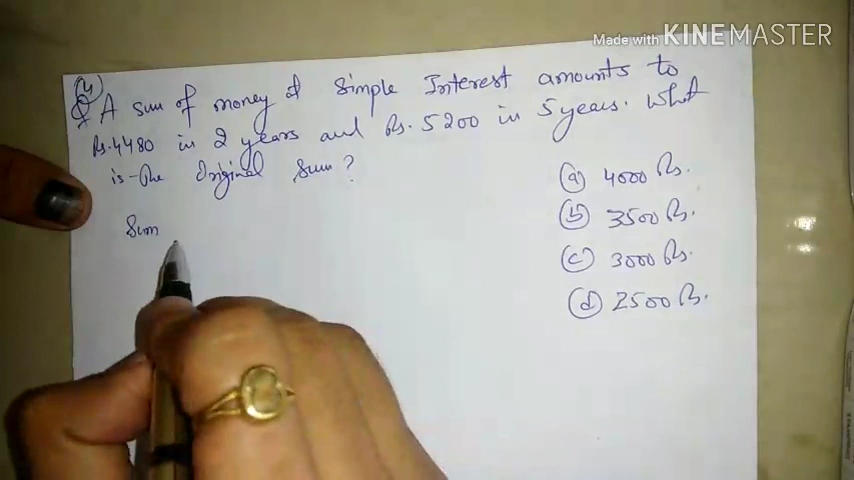 Made with KINEMASTER
(4)
Q A sum of money at Simple Interest amounts to
Rs.4480 in 2 years and Rs.5200 in 5 years. What
is the Original Sum?
(a) 4000 Rs.
(b) 3500 Rs.
(c) 3000 Rs.
(d) 2500 Rs.
Sum